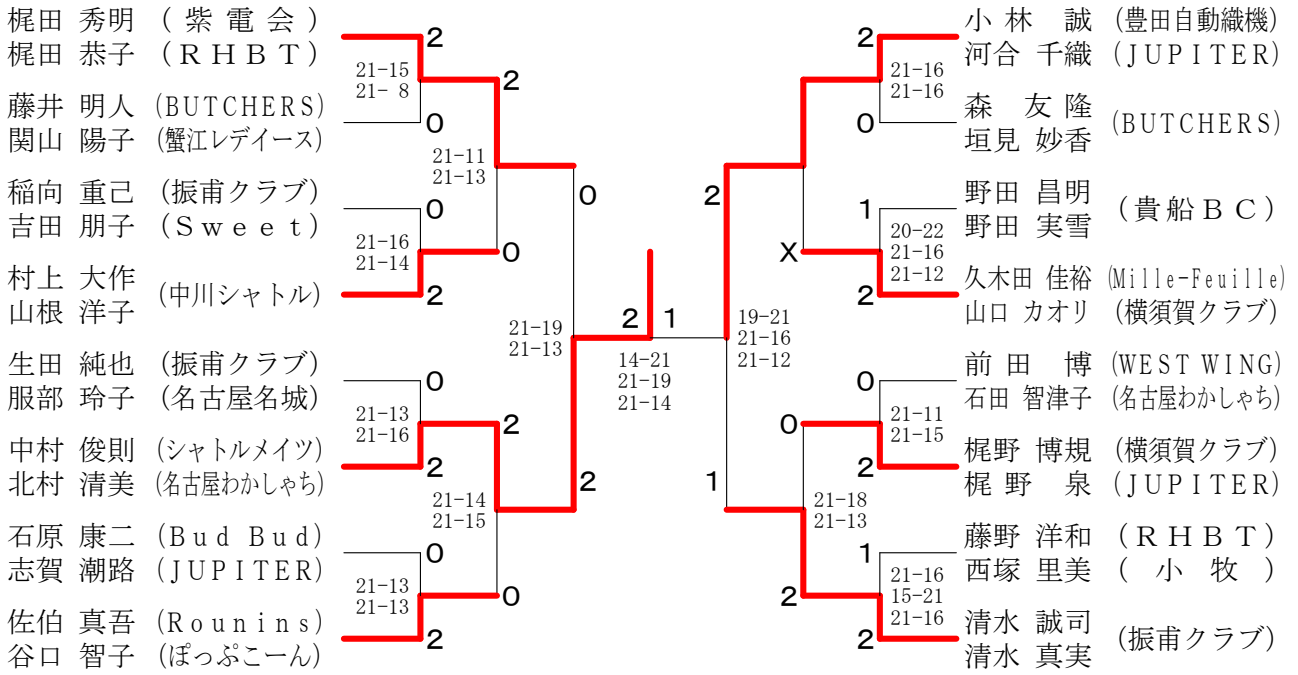 梶田 秀明 (紫電会)
梶田 恭子 (RHBT)
2
21-15
21- 8
藤井 明人 (BUTCHERS)
関山 陽子 (蟹江レデイース)
0
2
21-11
21-13
稲向 重己 (振甫クラブ)
吉田 朋子 (Sweet)
0
21-16
21-14
0
村上 大作
山根 洋子
(中川シャトル)
2
0
21-19
21-13
生田 純也 (振甫クラブ)
服部 玲子 (名古屋名城)
0
21-13
21-16
2
中村 俊則 (シャトルメイツ)
北村 清美 (名古屋わかしゃち)
2
2
21-14
21-15
石原 康二 (Bud Bud)
志賀 潮路 (JUPITER)
0
21-13
21-13
0
佐伯 真吾 (Rounins)
谷口 智子 (ぽっぷこーん)
2
2 1
14-21
21-19
21-14
小林 誠 (豊田自動織機)
河合 千織 (JUPITER)
2
21-16
21-16
森 友隆
垣見 妙香
(BUTCHERS)
0
2
野田 昌明
野田 実雪
(貴船BC)
1
20-22
21-16
21-12
X
久木田 佳裕 (Mille-Feuille)
山口 カオリ (横須賀クラブ)
2
19-21
21-16
21-12
前田 博 (WEST WING)
石田 智津子 (名古屋わかしゃち)
0
21-11
21-15
0
梶野 博規 (横須賀クラブ)
梶野 泉 (JUPITER)
2
1
21-18
21-13
藤野 洋和 (RHBT)
西塚 里美 (小牧)
1
21-16
15-21
21-16
2
清水 誠司
清水 真実
(振甫クラブ)
2